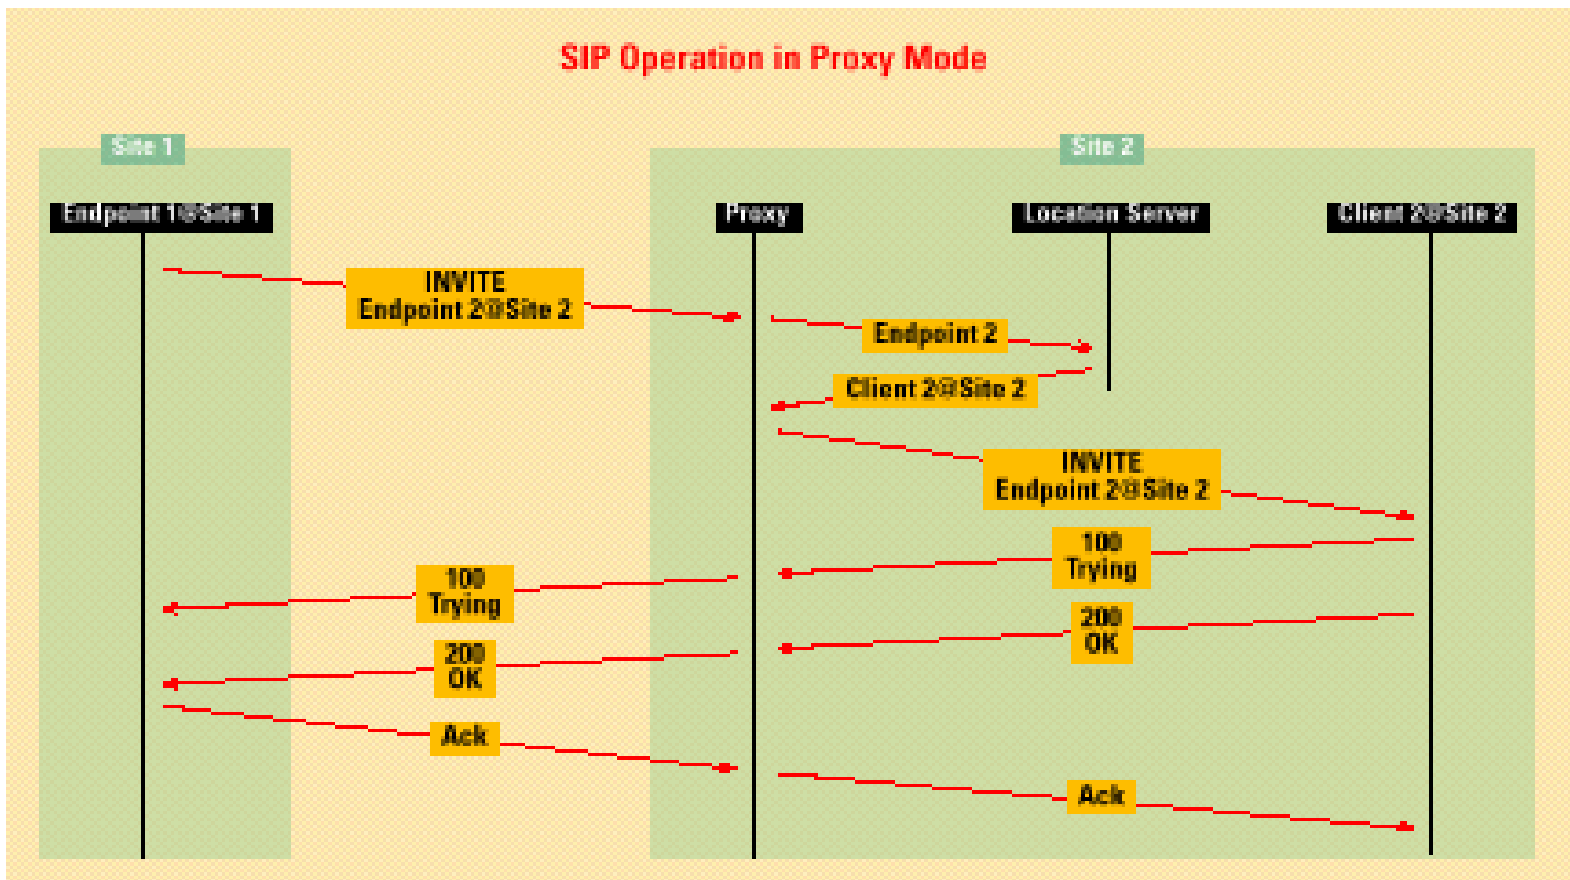 SIP Operation in Proxy Mode
Site 1
Site 2
Endpoint 1@Site 1
Proxy
Location Server
Client 2@Site 2
INVITE
Endpoint 2@Site 2
Endpoint 2
Client 2@Site 2
INVITE
Endpoint 2@Site 2
100
Trying
100
Trying
200
OK
200
OK
Ack
Ack